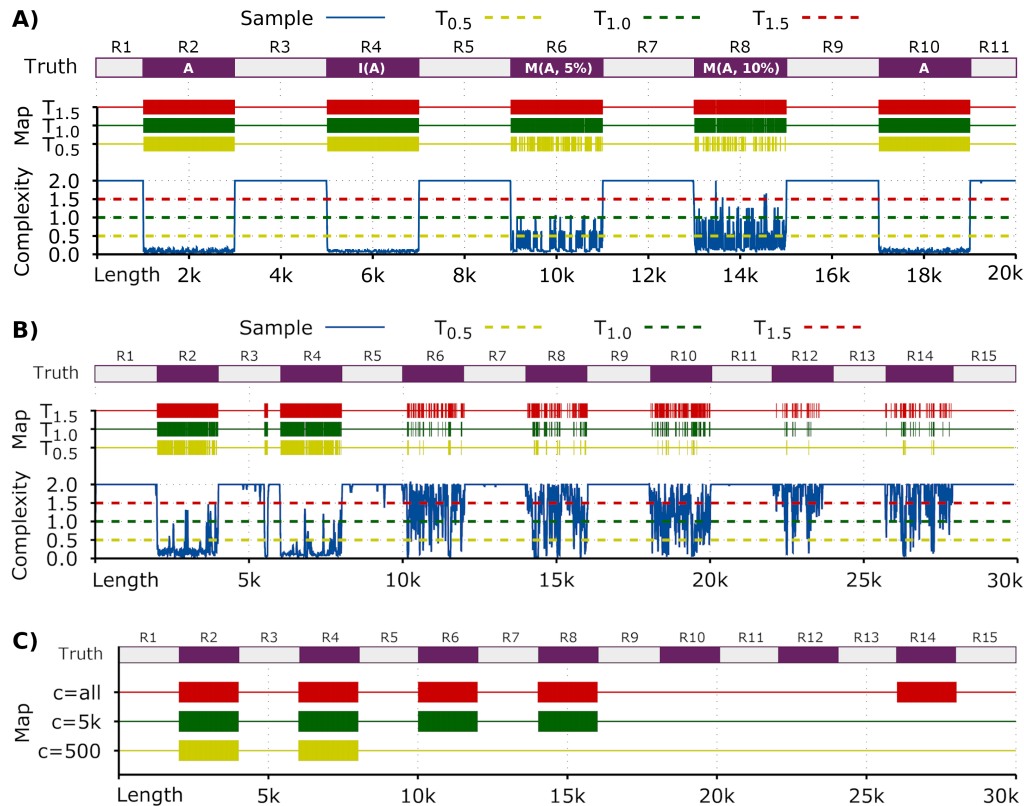 A)
Sample T0.5 T1.0 T1.5
R1 R2 R3 R4 R5 R6 R7 R8 R9 R10 R11
Truth A I(A) M(A, 5%) M(A, 10%) A
Map
T1.5
T1.0
T0.5
Complexity
2.0
1.5
1.0
0.5
0.0
Length 2k 4k 6k 8k 10k 12k 14k 16k 18k 20k
B)
Sample T0.5 T1.0 T1.5
R1 R2 R3 R4 R5 R6 R7 R8 R9 R10 R11 R12 R13 R14 R15
Truth
Map
T1.5
T1.0
T0.5
Complexity
2.0
1.5
1.0
0.5
0.0
Length 5k 10k 15k 20k 25k 30k
C)
R1 R2 R3 R4 R5 R6 R7 R8 R9 R10 R11 R12 R13 R14 R15
Truth
Map
c=all
c=5k
c=500
Length 5k 10k 15k 20k 25k 30k